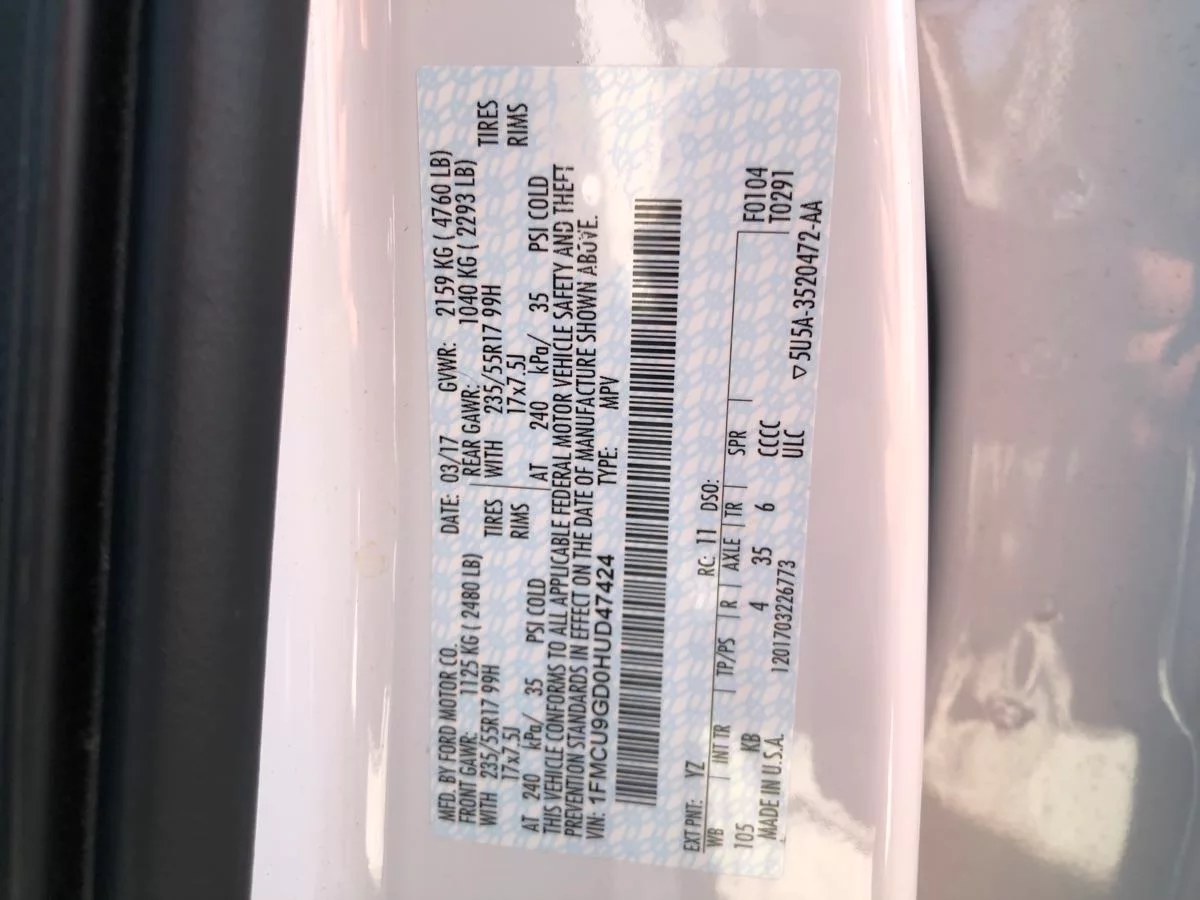 MFD. BY FORD MOTOR CO.
DATE: 03/17 GVWR: 2159 KG ( 4760 LB)
FRONT GAWR: 1125 KG ( 2480 LB) REAR GAWR: 1040 KG ( 2293 LB)
WITH 235/55R17 99H TIRES WITH 235/55R17 99H TIRES
17x7.5J RIMS 17x7.5J RIMS
AT 240 kPa/ 35 PSI COLD AT 240 kPa/ 35 PSI COLD
THIS VEHICLE CONFORMS TO ALL APPLICABLE FEDERAL MOTOR VEHICLE SAFETY AND THEFT
PREVENTION STANDARDS IN EFFECT ON THE DATE OF MANUFACTURE SHOWN ABOVE.
VIN: 1FMCU9GD0HUD47424 TYPE: MPV
EXT PNT: YZ RC: 11 DSO:
WB INT TR TP/PS R AXLE TR SPR F0104
105 KB 4 35 6 CCCC T0291
MADE IN U.S.A. 1201703226773 ULC ▽5U5A-3520472-AA